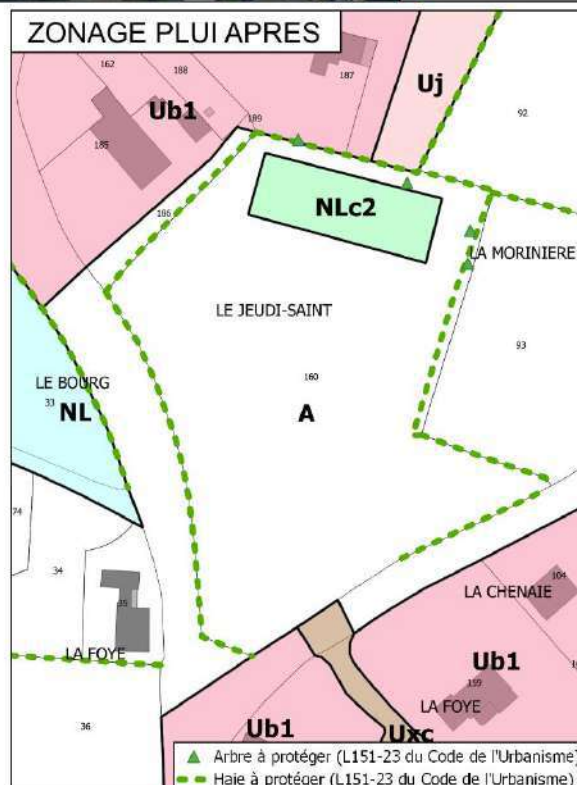 ZONAGE PLUI APRES
162
188
187
Uj
92
Ub1
189
185
NLc2
186
LA MORINIERE
LE JEUDI-SAINT
93
LE BOURG
33
160
NL
A
74
34
LA CHENAIE
104
35
LA FOYE
Ub1
159
LA FOYE
36
Ub1
Uxc
Arbre à protéger (L151-23 du Code de l'Urbanisme)
Haie à protéger (L151-23 du Code de l'Urbanisme)